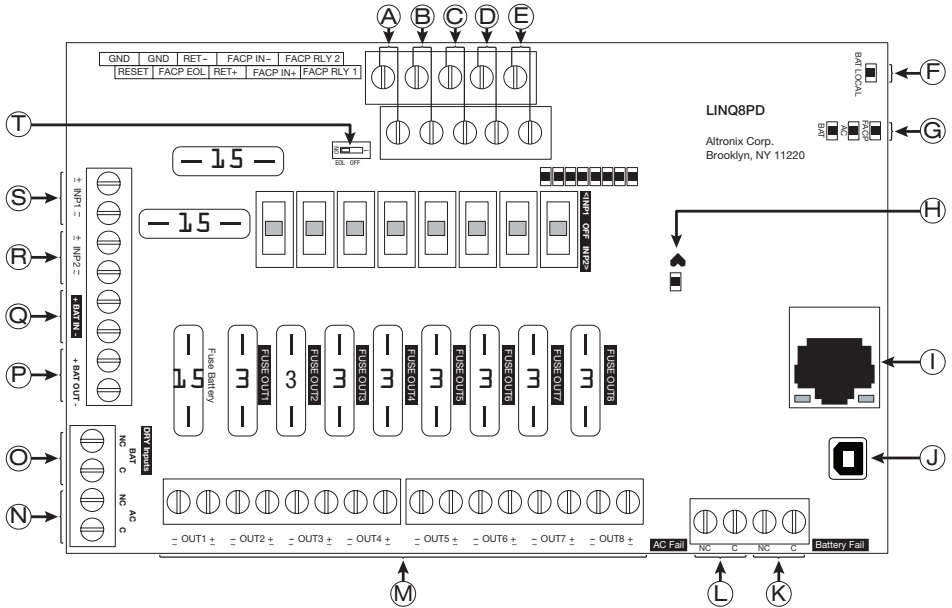 A B C D E
GND GND RET– FACP IN– FACP RLY 2
RESET FACP EOL RET+ FACP IN+ FACP RLY 1
BAT LOCAL
F
LINQ8PD
BAT AC FACP
G
Altronix Corp.
Brooklyn, NY 11220
T
ON 1
EOL OFF
15
S
+ INP1 –
15
<INP1 OFF INP2>
H
R
+ INP2 –
Q
+ BAT IN -
P
+ BAT OUT -
15 Fuse Battery
3 FUSE OUT1
3 FUSE OUT2
3 FUSE OUT3
3 FUSE OUT4
3 FUSE OUT5
3 FUSE OUT6
3 FUSE OUT7
3 FUSE OUT8
I
J
DRY Inputs
O
NC BAT C
N
NC AC C
– OUT1 + – OUT2 + – OUT3 + – OUT4 + – OUT5 + – OUT6 + – OUT7 + – OUT8 +
AC Fail NC C NC C Battery Fail
M L K